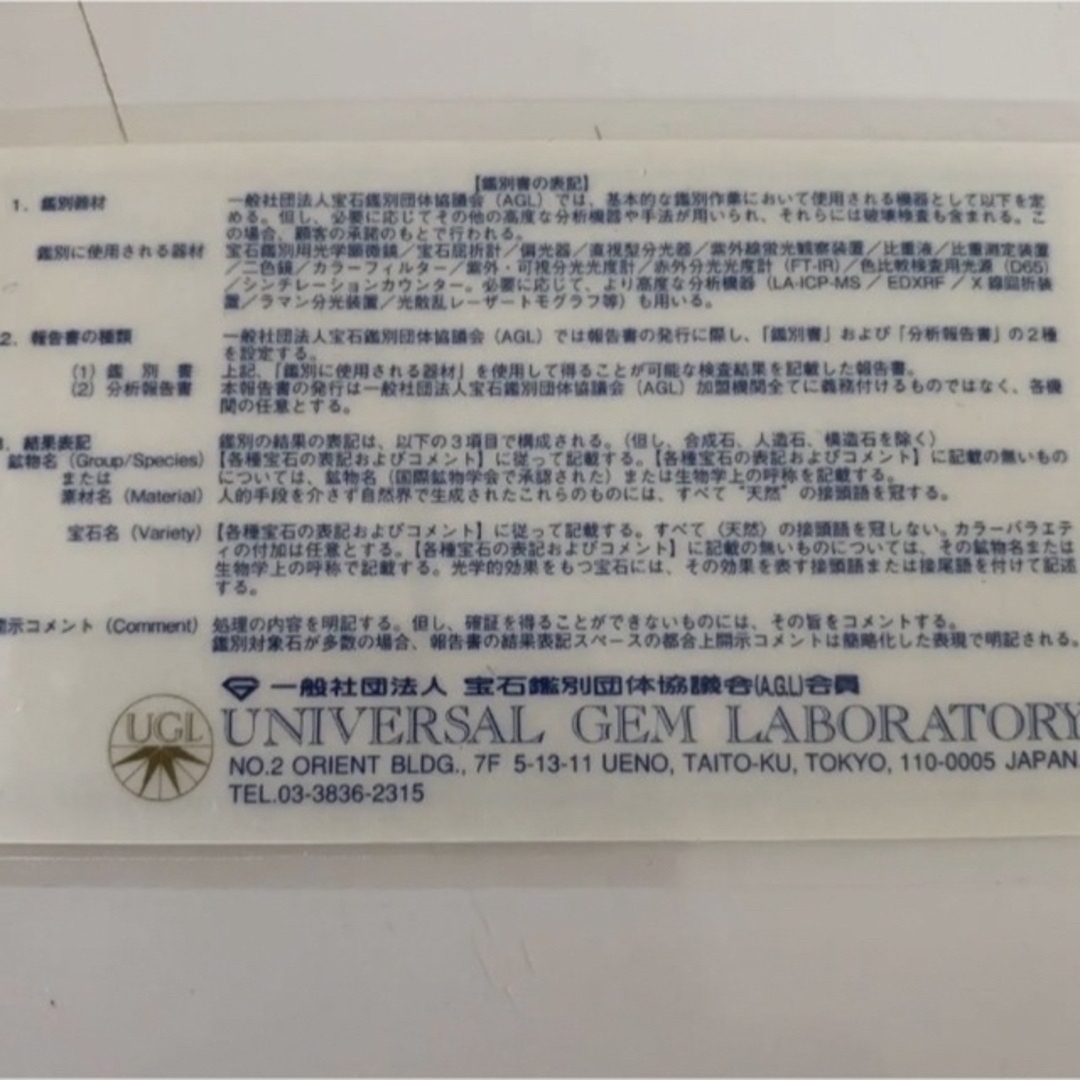 【鑑別書の表記】
1. 鑑別器材 一般社団法人宝石鑑別団体協議会(AGL)では、基本的な鑑別作業において使用される機器として以下を定
める。但し、必要に応じてその他の高度な分析機器や手法が用いられ、それらには破壊検査も含まれる。こ
の場合、顧客の承諾のもとで行われる。
鑑別に使用される器材 宝石鑑別用光学顕微鏡/宝石屈折計/偏光器/直視型分光器/紫外線蛍光観察装置/比重液/比重測定装置
/二色鏡/カラーフィルター/紫外・可視分光光度計/赤外分光光度計(FT-IR)/色比較検査用光源(D65)
/シンチレーションカウンター。必要に応じて、より高度な分析機器(LA-ICP-MS/EDXRF/X線回折装
置/ラマン分光装置/光散乱レーザートモグラフ等)も用いる。
2. 報告書の種類 一般社団法人宝石鑑別団体協議会(AGL)では報告書の発行に際し、「鑑別書」および「分析報告書」の2種
を設定する。
(1) 鑑 別 書 上記、「鑑別に使用される器材」を使用して得ることが可能な検査結果を記載した報告書。
(2) 分析報告書 本報告書の発行は一般社団法人宝石鑑別団体協議会(AGL)加盟機関全てに義務付けるものではなく、各機
関の任意とする。
結果表記 鑑別の結果の表記は、以下の3項目で構成される。(但し、合成石、人造石、模造石を除く)
鉱物名(Group/Species) 【各種宝石の表記およびコメント】に従って記載する。【各種宝石の表記およびコメント】に記載の無いもの
または については、鉱物名(国際鉱物学会で承認された)または生物学上の呼称を記載する。
素材名(Material) 人的手段を介さず自然界で生成されたこれらのものには、すべて“天然”の接頭語を冠する。
宝石名(Variety) 【各種宝石の表記およびコメント】に従って記載する。すべて〈天然〉の接頭語を冠しない。カラーバラエテ
ィの付加は任意とする。【各種宝石の表記およびコメント】に記載の無いものについては、その鉱物名または
生物学上の呼称で記載する。光学的効果をもつ宝石には、その効果を表す接頭語または接尾語を付けて記述
する。
開示コメント(Comment) 処理の内容を明記する。但し、確証を得ることができないものには、その旨をコメントする。
鑑別対象石が多数の場合、報告書の結果表記スペースの都合上開示コメントは簡略化した表現で明記される。
一般社団法人 宝石鑑別団体協議会(A.G.L)会員
UGL UNIVERSAL GEM LABORATORY
NO.2 ORIENT BLDG., 7F 5-13-11 UENO, TAITO-KU, TOKYO, 110-0005 JAPAN.
TEL.03-3836-2315